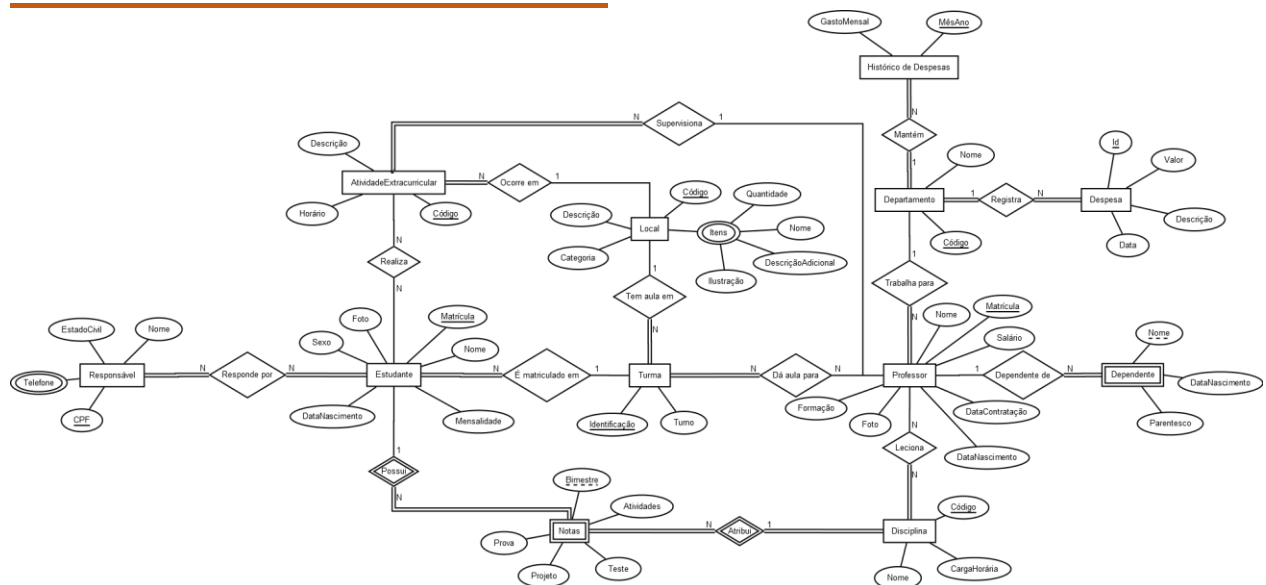 GastoMensal
MêsAno
Histórico de Despesas
N
Mantém
1
N
Supervisiona
1
Descrição
AtividadeExtracurricular
Horário
Código
N
Ocorre em
1
Nome
Departamento
Código
1
Registra
N
Id
Valor
Despesa
Descrição
Data
Código
Descrição
Local
Categoria
Quantidade
Itens
Nome
DescriçãoAdicional
Ilustração
N
Realiza
N
1
Tem aula em
N
1
Trabalha para
N
EstadoCivil
Nome
Telefone
Responsável
CPF
N
Responde por
N
Foto
Sexo
Matrícula
Nome
Estudante
DataNascimento
Mensalidade
N
É matriculado em
1
Turma
Identificação
Turno
N
Dá aula para
1
Nome
Matrícula
Salário
Professor
Formação
Foto
DataContratação
DataNascimento
1
Dependente de
N
Nome
Dependente
DataNascimento
Parentesco
N
Leciona
N
1
Possui
N
Bimestre
Atividades
Notas
Prova
Projeto
Teste
N
Atribui
1
Código
Disciplina
Nome
CargaHorária